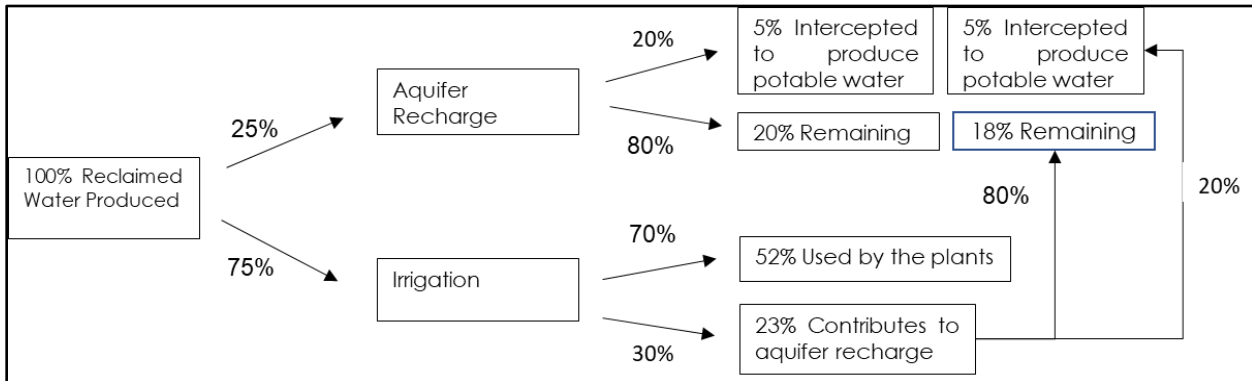 5% Intercepted
to produce
potable water
5% Intercepted
to produce
potable water
20%
Aquifer
Recharge
25%
80%
20% Remaining
18% Remaining
100% Reclaimed
Water Produced
80%
20%
70%
75%
Irrigation
52% Used by the plants
23% Contributes to
aquifer recharge
30%